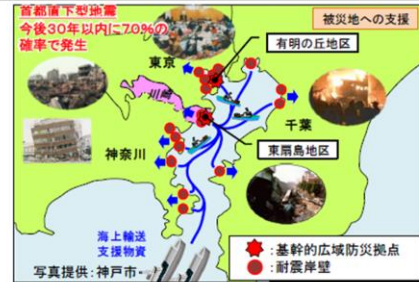 首都直下型地震
今後30年以内に70%の
確率で発生
被災地への支援
東京
有明の丘地区
川崎
千葉
神奈川
東扇島地区
海上輸送
支援物資
：基幹的広域防災拠点
：耐震岸壁
写真提供：神戸市